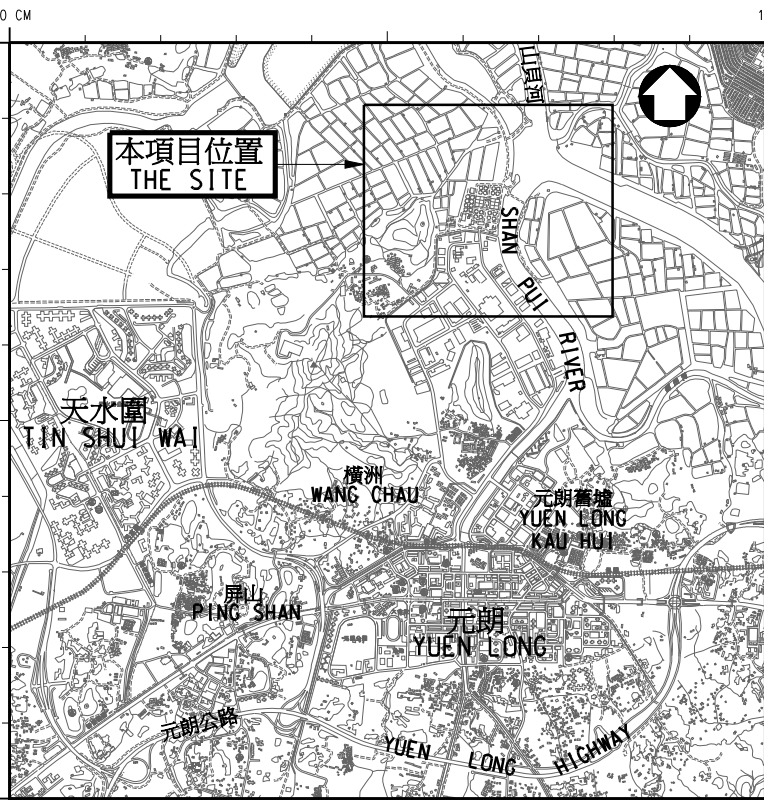 0 CM
1
山貝河
本項目位置
THE SITE
SHAN PUI RIVER
天水圍
TIN SHUI WAI
橫洲
WANG CHAU
元朗舊墟
YUEN LONG
KAU HUI
屏山
PING SHAN
元朗
YUEN LONG
元朗公路
YUEN LONG HIGHWAY